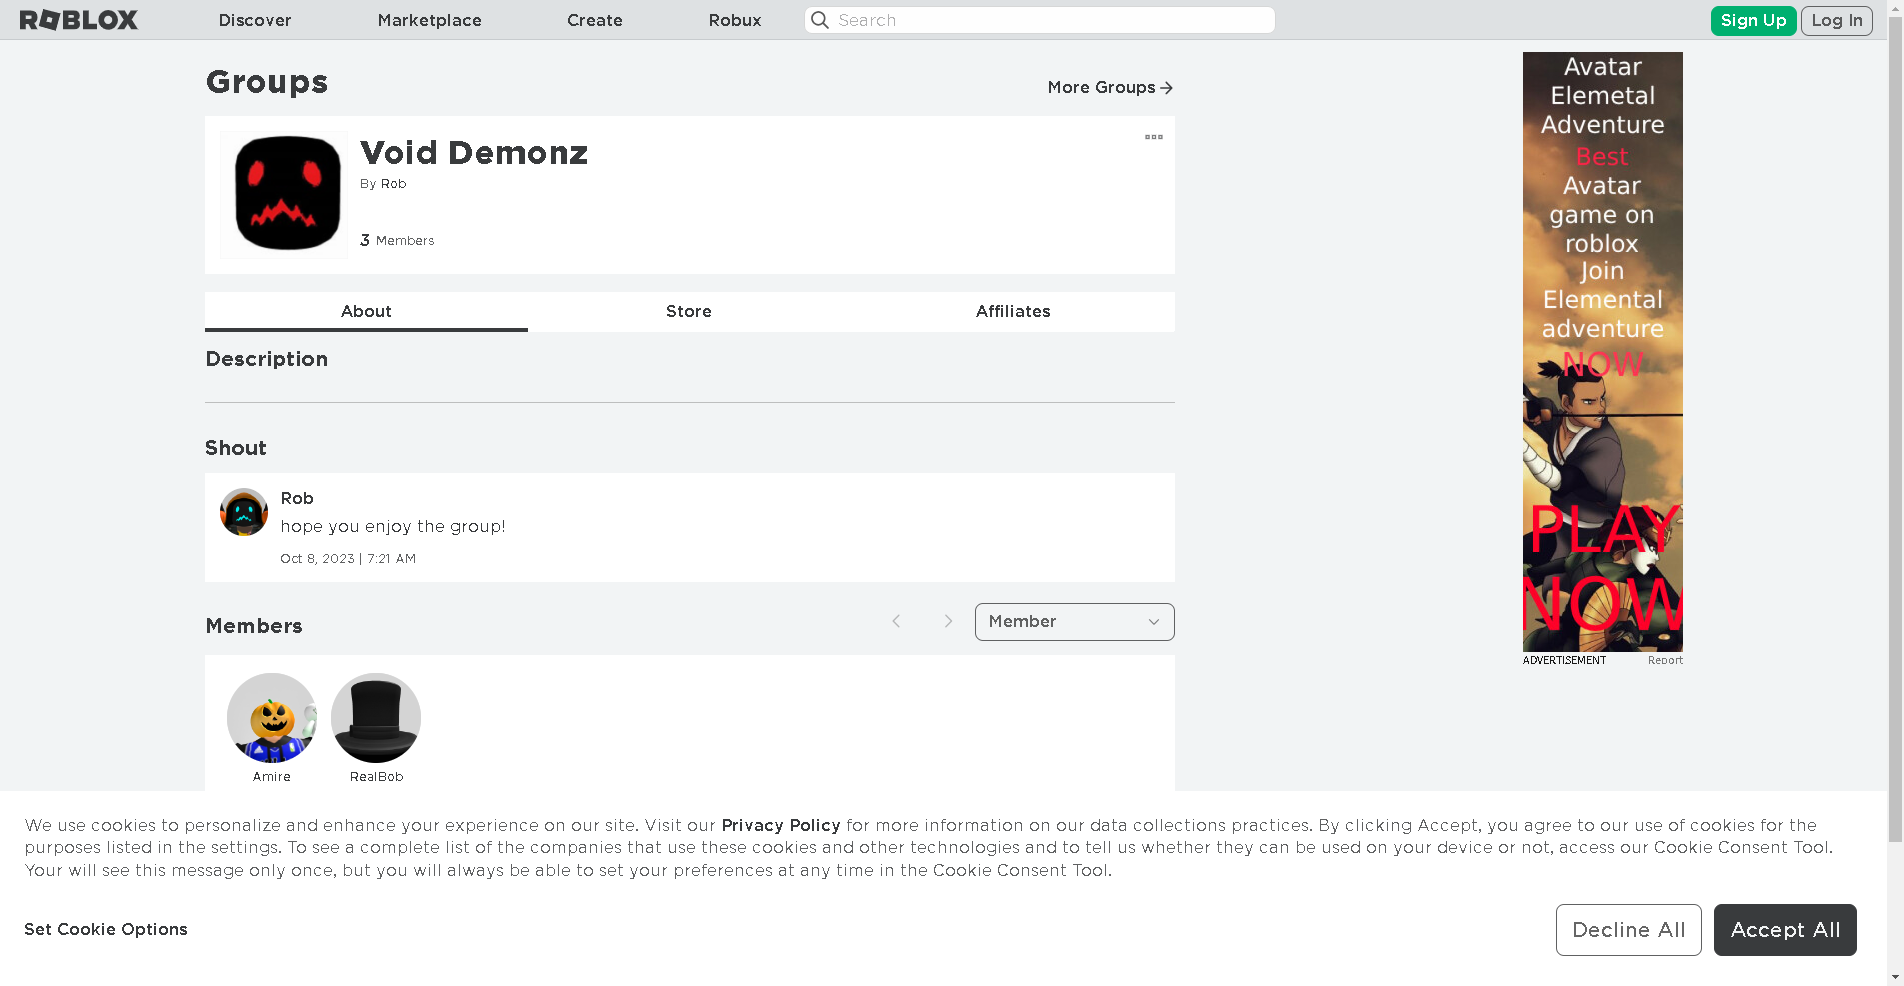 ROBLOX
Discover
Marketplace
Create
Robux
Search
Sign Up
Log In
Groups
More Groups
Void Demonz
By Rob
3 Members
About
Store
Affiliates
Description
Shout
Rob
hope you enjoy the group!
Oct 8, 2023 | 7:21 AM
Members
Member
Amire
RealBob
Avatar
Elemetal
Adventure
Best
Avatar
game on
roblox
Join
Elemental
adventure
NOW
PLAY
NOW
ADVERTISEMENT
Report
We use cookies to personalize and enhance your experience on our site. Visit our Privacy Policy for more information on our data collections practices. By clicking Accept, you agree to our use of cookies for the
purposes listed in the settings. To see a complete list of the companies that use these cookies and other technologies and to tell us whether they can be used on your device or not, access our Cookie Consent Tool.
Your will see this message only once, but you will always be able to set your preferences at any time in the Cookie Consent Tool.
Set Cookie Options
Decline All
Accept All